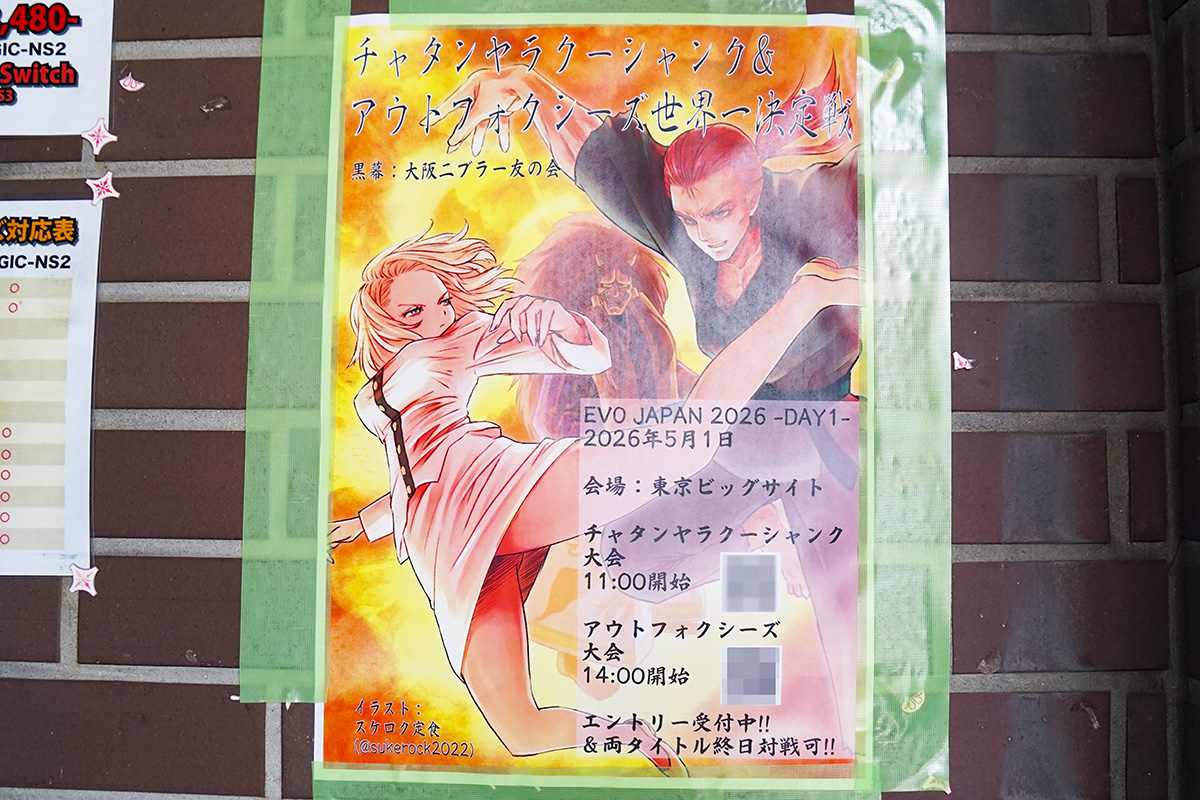 ,480-
GIC-NS2
Switch
S3
ズ対応表
GIC-NS2
チャタンヤラクーシャンク&
アウトフォクシーズ世界一決定戦
黒幕：大阪ニブラー友の会
EVO JAPAN 2026 -DAY1-
2026年5月1日
会場：東京ビッグサイト
チャタンヤラクーシャンク
大会
11:00開始
アウトフォクシーズ
大会
14:00開始
エントリー受付中!!
&両タイトル終日対戦可!!
イラスト：
スケロク定食
(@sukerock2022)